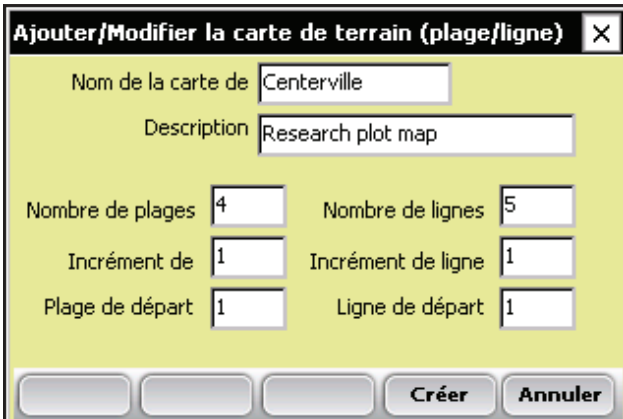 Ajouter/Modifier la carte de terrain (plage/ligne)
Nom de la carte de Centerville
Description Research plot map
Nombre de plages 4 Nombre de lignes 5
Incrément de 1 Incrément de ligne 1
Plage de départ 1 Ligne de départ 1
Créer Annuler